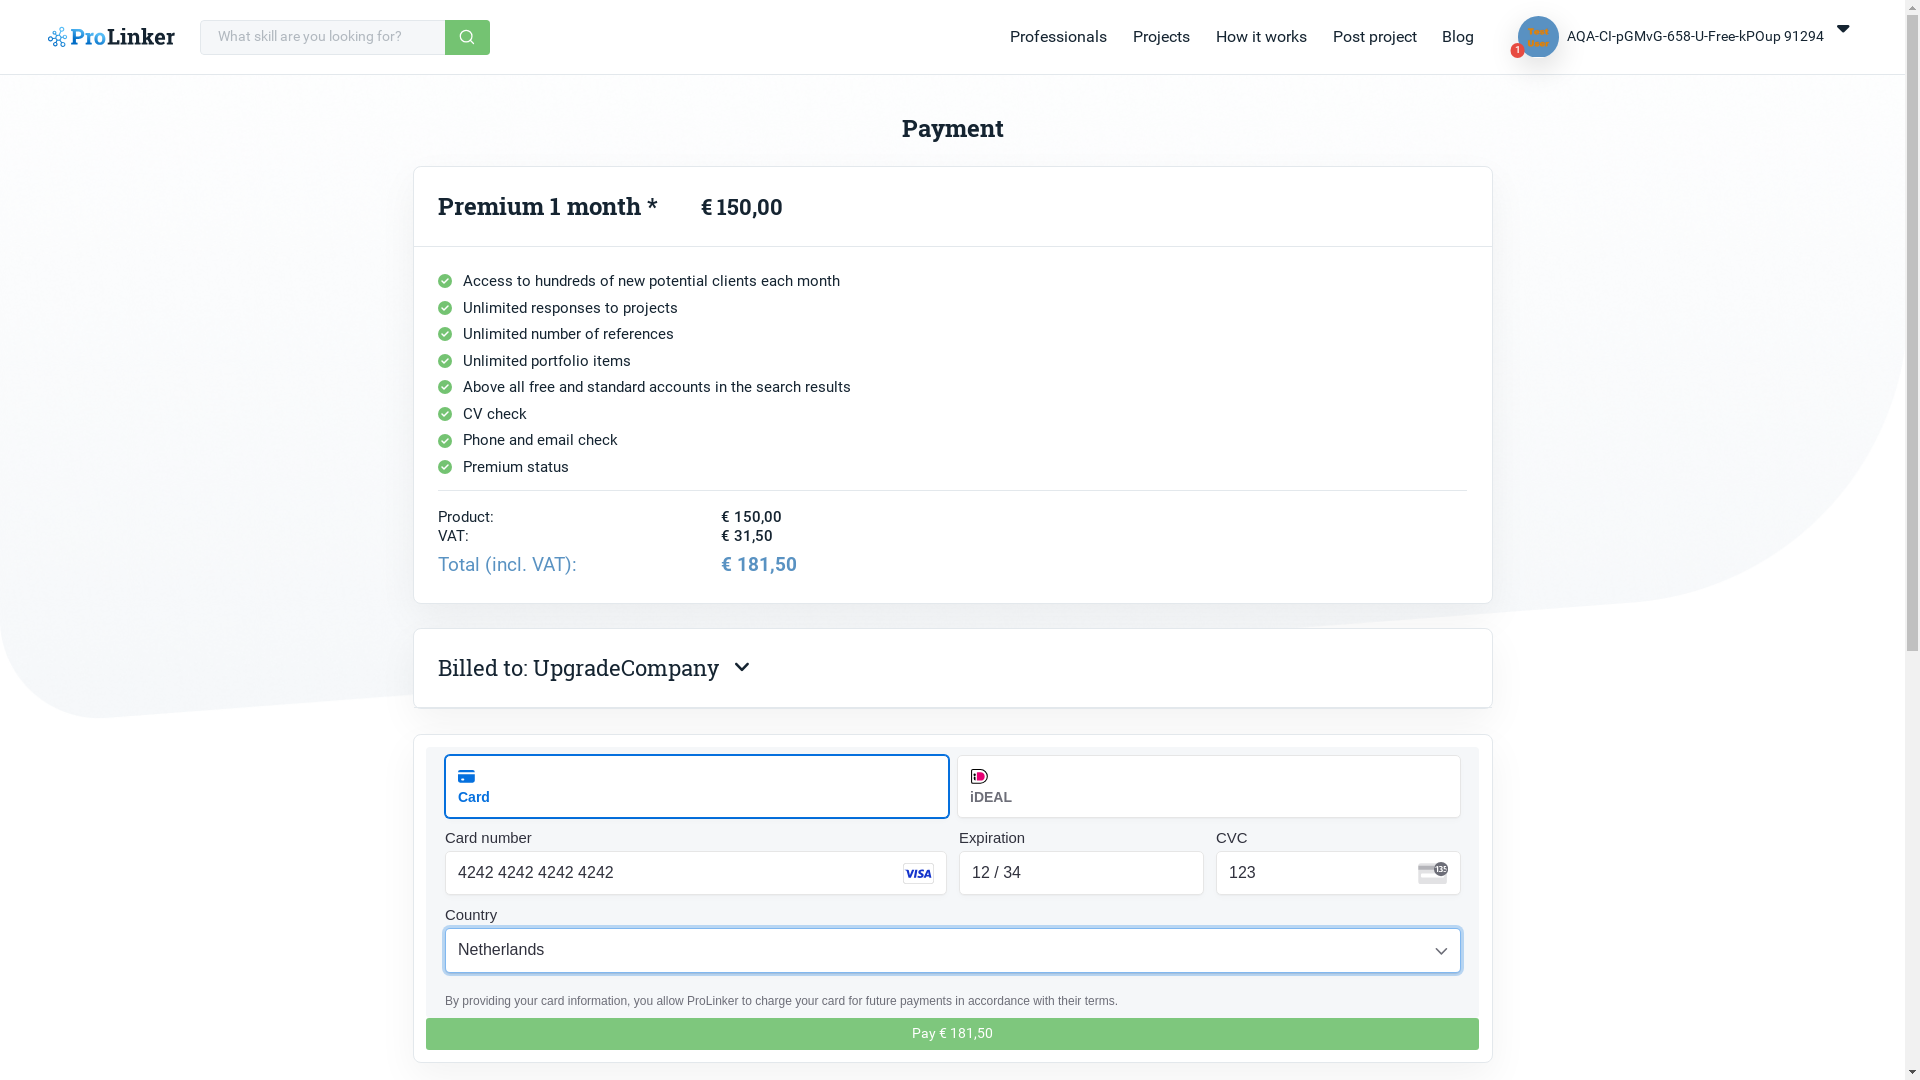 ProLinker
What skill are you looking for?
Professionals
Projects
How it works
Post project
Blog
Test
User
1
AQA-CI-pGMvG-658-U-Free-kPOup 91294
Payment
Premium 1 month * € 150,00
Access to hundreds of new potential clients each month
Unlimited responses to projects
Unlimited number of references
Unlimited portfolio items
Above all free and standard accounts in the search results
CV check
Phone and email check
Premium status
Product: € 150,00
VAT: € 31,50
Total (incl. VAT): € 181,50
Billed to: UpgradeCompany
Card
iDEAL
Card number
Expiration
CVC
4242 4242 4242 4242
VISA
12 / 34
123
135
Country
Netherlands
By providing your card information, you allow ProLinker to charge your card for future payments in accordance with their terms.
Pay € 181,50